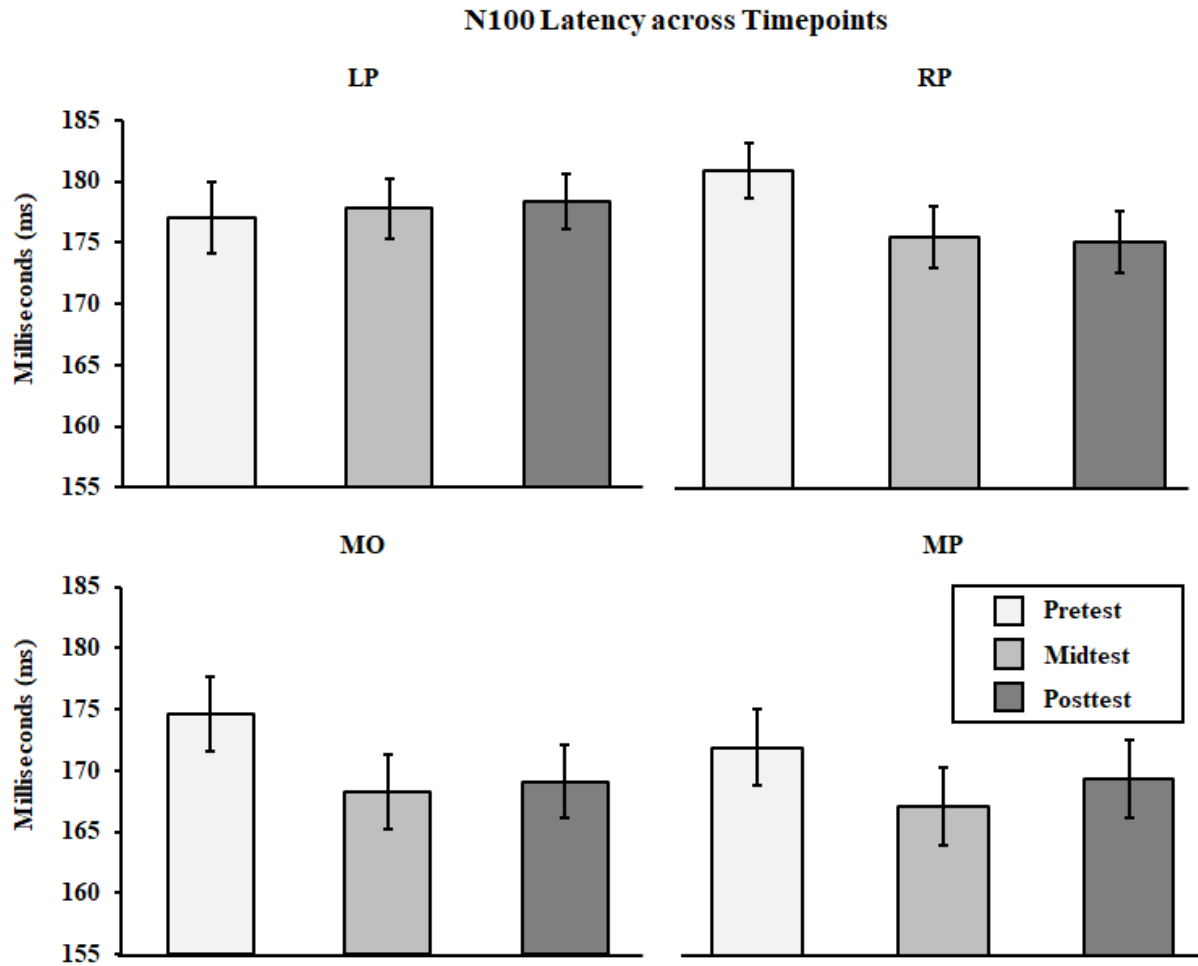 N100 Latency across Timepoints
LP
RP
Milliseconds (ms)
185
180
175
170
165
160
155
MO
MP
Milliseconds (ms)
185
180
175
170
165
160
155
Pretest
Midtest
Posttest